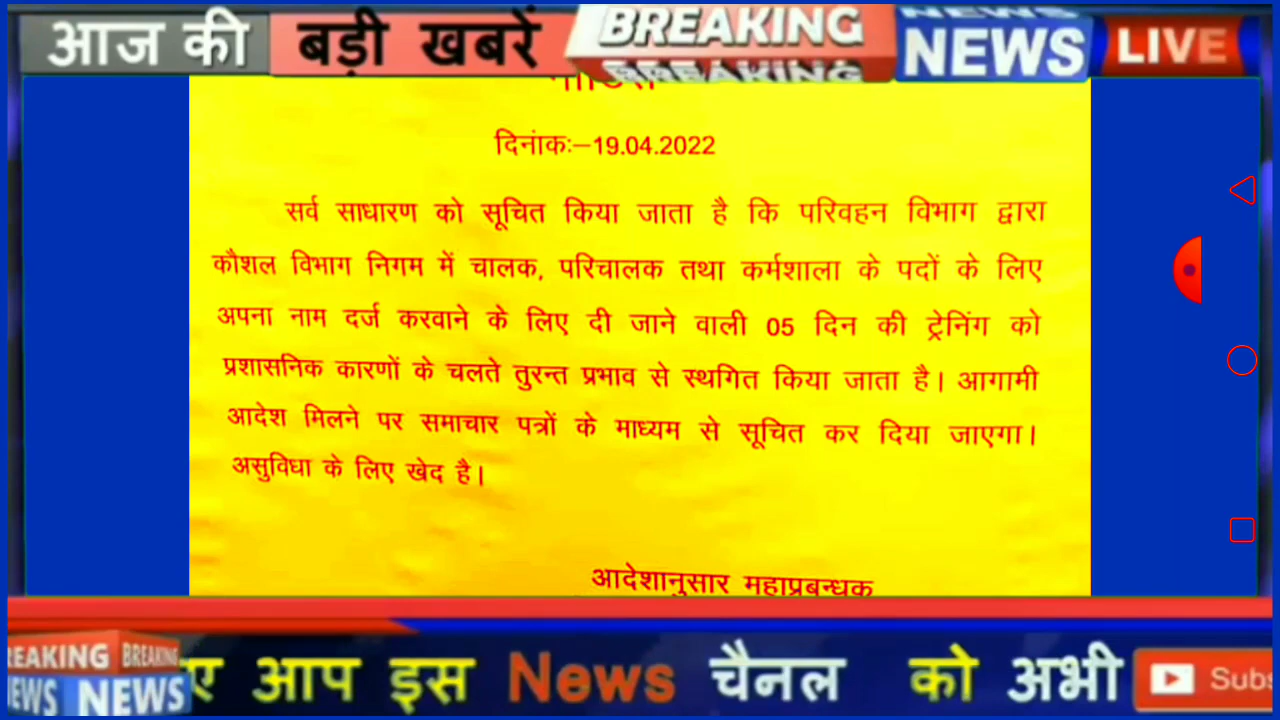 आज की बड़ी खबरें BREAKING NEWS LIVE
दिनांकः–19.04.2022
सर्व साधारण को सूचित किया जाता है कि परिवहन विभाग द्वारा
कौशल विभाग निगम में चालक, परिचालक तथा कर्मशाला के पदों के लिए
अपना नाम दर्ज करवाने के लिए दी जाने वाली 05 दिन की ट्रेनिंग को
प्रशासनिक कारणों के चलते तुरन्त प्रभाव से स्थगित किया जाता है। आगामी
आदेश मिलने पर समाचार पत्रों के माध्यम से सूचित कर दिया जाएगा।
असुविधा के लिए खेद है।
आदेशानुसार महाप्रबन्धक
BREAKING
NEWS
ए आप इस News चैनल को अभी Subs